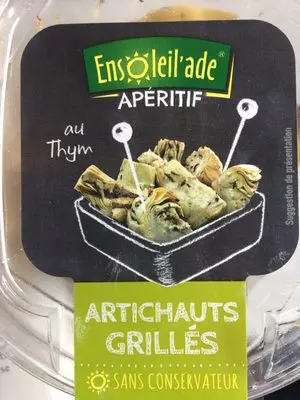 Ensoleil'ade
APÉRITIF
au
Thym
Suggestion de présentation
ARTICHAUTS
GRILLÉS
SANS CONSERVATEUR